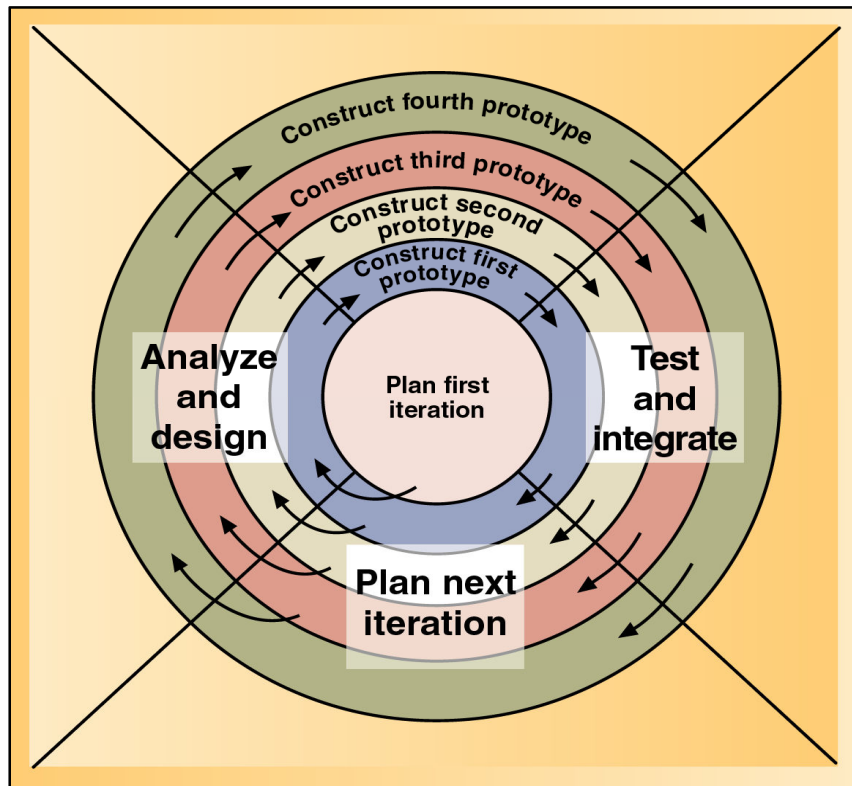 Construct fourth prototype
Construct third prototype
Construct second
prototype
Construct first
prototype
Analyze
and
design
Plan first
iteration
Test
and
integrate
Plan next
iteration